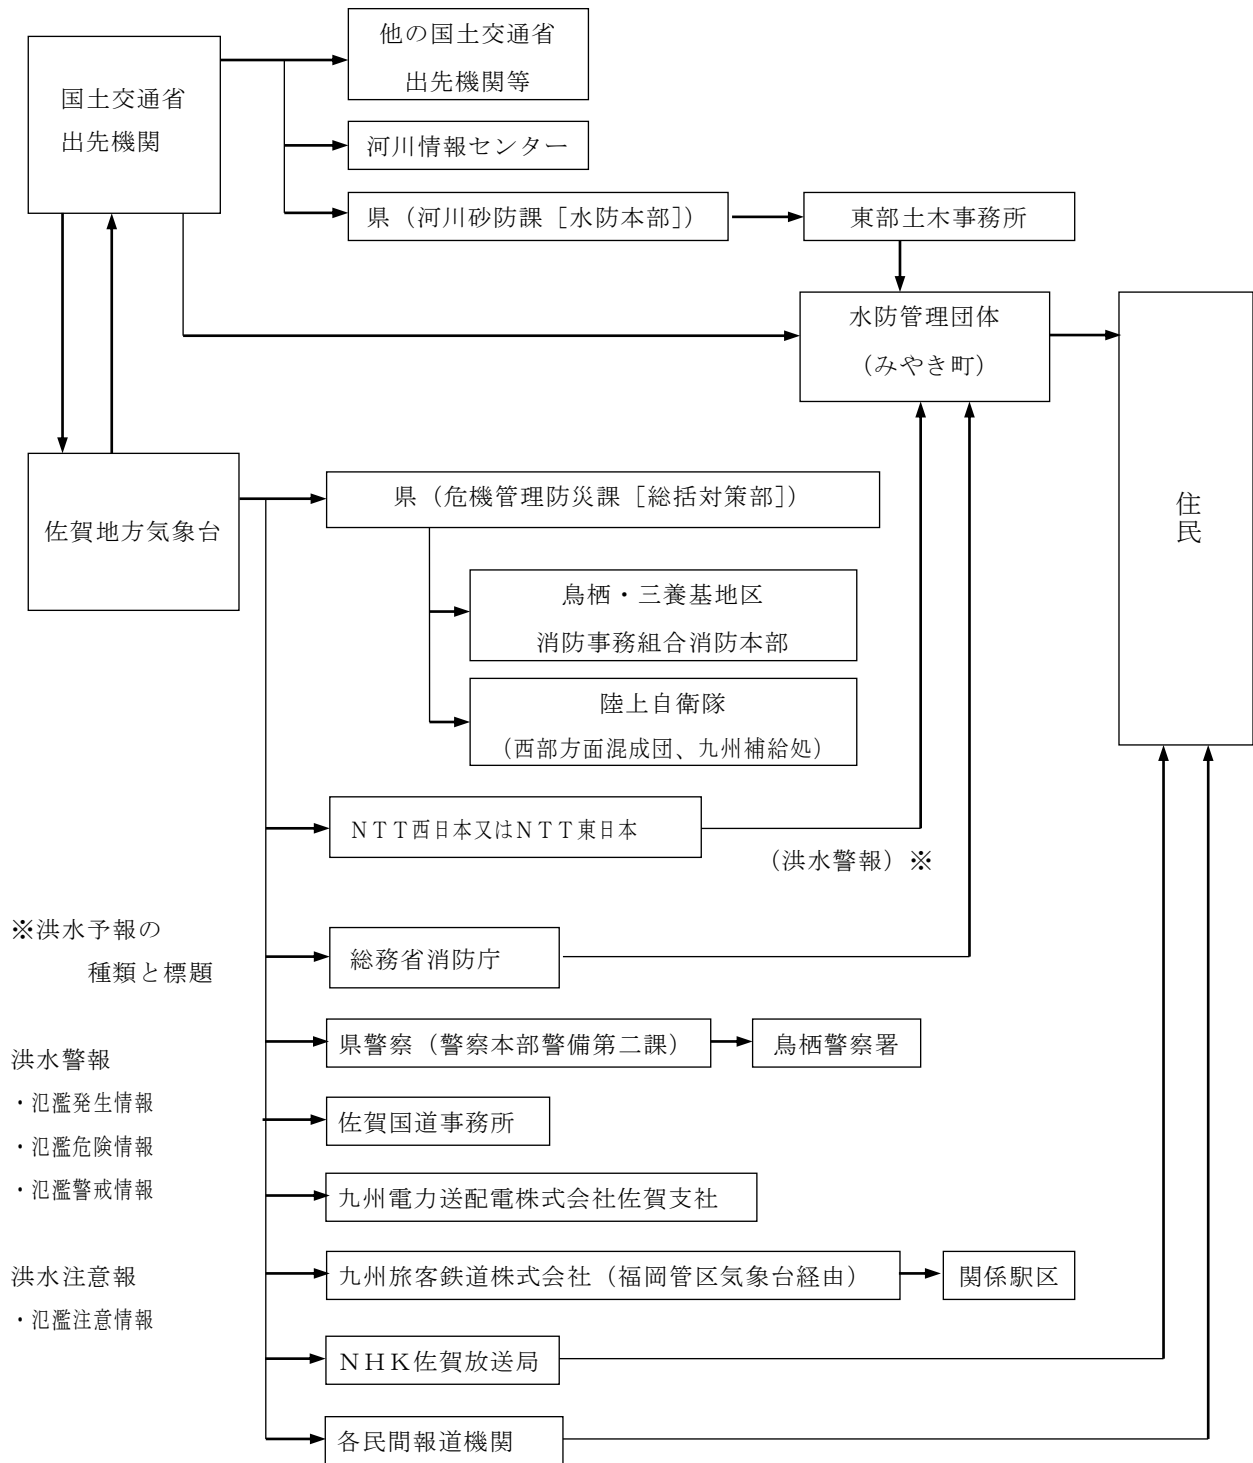 他の国土交通省
出先機関等
国土交通省
出先機関
河川情報センター
県（河川砂防課［水防本部］）
東部土木事務所
水防管理団体
（みやき町）
住民
佐賀地方気象台
県（危機管理防災課［総括対策部］）
鳥栖・三養基地区
消防事務組合消防本部
陸上自衛隊
（西部方面混成団、九州補給処）
ＮＴＴ西日本又はＮＴＴ東日本
（洪水警報）※
※洪水予報の
種類と標題
総務省消防庁
県警察（警察本部警備第二課）
鳥栖警察署
洪水警報
・氾濫発生情報
・氾濫危険情報
・氾濫警戒情報
佐賀国道事務所
九州電力送配電株式会社佐賀支社
洪水注意報
・氾濫注意情報
九州旅客鉄道株式会社（福岡管区気象台経由）
関係駅区
ＮＨＫ佐賀放送局
各民間報道機関